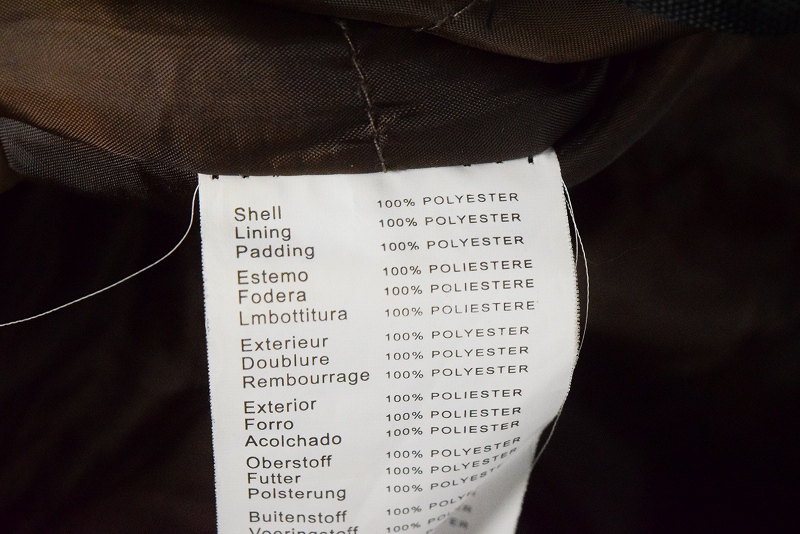 Shell 100% POLYESTER
Lining 100% POLYESTER
Padding 100% POLYESTER
Estemo 100% POLIESTERE
Fodera 100% POLIESTERE
Lmbottitura 100% POLIESTERE
Exterieur 100% POLYESTER
Doublure 100% POLYESTER
Rembourrage 100% POLYESTER
Exterior 100% POLIESTER
Forro 100% POLIESTER
Acolchado 100% POLIESTER
Oberstoff 100% POLYESTER
Futter 100% POLYESTER
Polsterung 100%
Buitenstoff 100%
100%